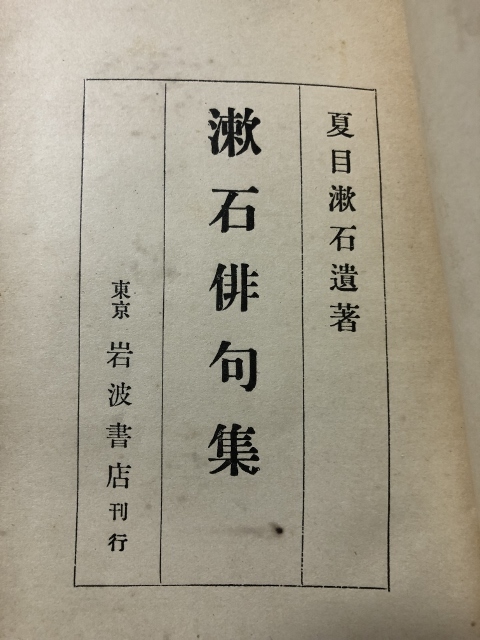 夏目漱石遺著
漱石俳句集
東京 岩波書店刊行